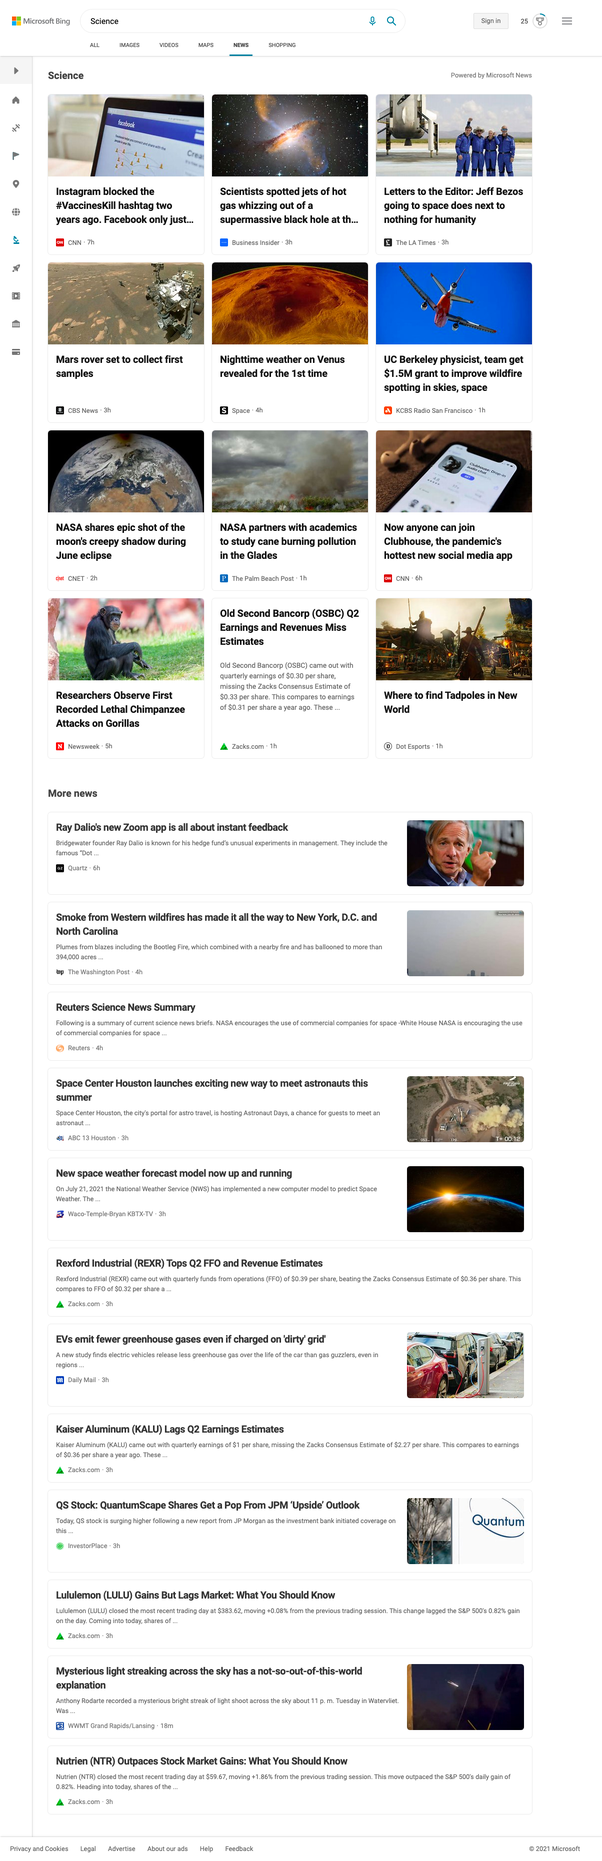 Microsoft Bing
Science
Sign in
25
ALL
IMAGES
VIDEOS
MAPS
NEWS
SHOPPING
Science
Powered by Microsoft News
facebook
Instagram blocked the
#VaccinesKill hashtag two
years ago. Facebook only just...
CNN · 7h
Scientists spotted jets of hot
gas whizzing out of a
supermassive black hole at th...
Business Insider · 3h
Letters to the Editor: Jeff Bezos
going to space does next to
nothing for humanity
The LA Times · 3h
Mars rover set to collect first
samples
CBS News · 3h
Nighttime weather on Venus
revealed for the 1st time
Space · 4h
UC Berkeley physicist, team get
$1.5M grant to improve wildfire
spotting in skies, space
KCBS Radio San Francisco · 1h
NASA shares epic shot of the
moon's creepy shadow during
June eclipse
CNET · 2h
NASA partners with academics
to study cane burning pollution
in the Glades
The Palm Beach Post · 1h
Now anyone can join
Clubhouse, the pandemic's
hottest new social media app
CNN · 6h
Researchers Observe First
Recorded Lethal Chimpanzee
Attacks on Gorillas
Newsweek · 5h
Old Second Bancorp (OSBC) Q2
Earnings and Revenues Miss
Estimates
Old Second Bancorp (OSBC) came out with
quarterly earnings of $0.30 per share,
missing the Zacks Consensus Estimate of
$0.33 per share. This compares to earnings
of $0.31 per share a year ago. These ...
Zacks.com · 1h
Where to find Tadpoles in New
World
Dot Esports · 1h
More news
Ray Dalio's new Zoom app is all about instant feedback
Bridgewater founder Ray Dalio is known for his hedge fund's unusual experiments in management. They include the
famous "Dot ...
Quartz · 6h
Smoke from Western wildfires has made it all the way to New York, D.C. and
North Carolina
Plumes from blazes including the Bootleg Fire, which combined with a nearby fire and has ballooned to more than
394,000 acres ...
The Washington Post · 4h
Reuters Science News Summary
Following is a summary of current science news briefs. NASA encourages the use of commercial companies for space -White House NASA is encouraging the use
of commercial companies for space ...
Reuters · 4h
Space Center Houston launches exciting new way to meet astronauts this
summer
Space Center Houston, the city's portal for astro travel, is hosting Astronaut Days, a chance for guests to meet an
astronaut ...
ABC 13 Houston · 3h
New space weather forecast model now up and running
On July 21, 2021 the National Weather Service (NWS) has implemented a new computer model to predict Space
Weather. The ...
Waco-Temple-Bryan KBTX-TV · 3h
Rexford Industrial (REXR) Tops Q2 FFO and Revenue Estimates
Rexford Industrial (REXR) came out with quarterly funds from operations (FFO) of $0.39 per share, beating the Zacks Consensus Estimate of $0.36 per share. This
compares to FFO of $0.32 per share a ...
Zacks.com · 3h
EVs emit fewer greenhouse gases even if charged on 'dirty' grid'
A new study finds electric vehicles release less greenhouse gas over the life of the car than gas guzzlers, even in
regions ...
Daily Mail · 3h
Kaiser Aluminum (KALU) Lags Q2 Earnings Estimates
Kaiser Aluminum (KALU) came out with quarterly earnings of $1 per share, missing the Zacks Consensus Estimate of $2.27 per share. This compares to earnings
of $0.36 per share a year ago. These ...
Zacks.com · 3h
QS Stock: QuantumScape Shares Get a Pop From JPM 'Upside' Outlook
Today, QS stock is surging higher following a new report from JP Morgan as the investment bank initiated coverage on
this ...
InvestorPlace · 3h
Quantum
Lululemon (LULU) Gains But Lags Market: What You Should Know
Lululemon (LULU) closed the most recent trading day at $383.62, moving +0.08% from the previous trading session. This change lagged the S&P 500's 0.82% gain
on the day. Coming into today, shares of ...
Zacks.com · 3h
Mysterious light streaking across the sky has a not-so-out-of-this-world
explanation
Anthony Rodarte recorded a mysterious bright streak of light shoot across the sky about 11 p. m. Tuesday in Watervliet.
Was ...
WWMT Grand Rapids/Lansing · 18m
Nutrien (NTR) Outpaces Stock Market Gains: What You Should Know
Nutrien (NTR) closed the most recent trading day at $59.67, moving +1.86% from the previous trading session. This move outpaced the S&P 500's daily gain of
0.82%. Heading into today, shares of the ...
Zacks.com · 3h
Privacy and Cookies
Legal
Advertise
About our ads
Help
Feedback
© 2021 Microsoft